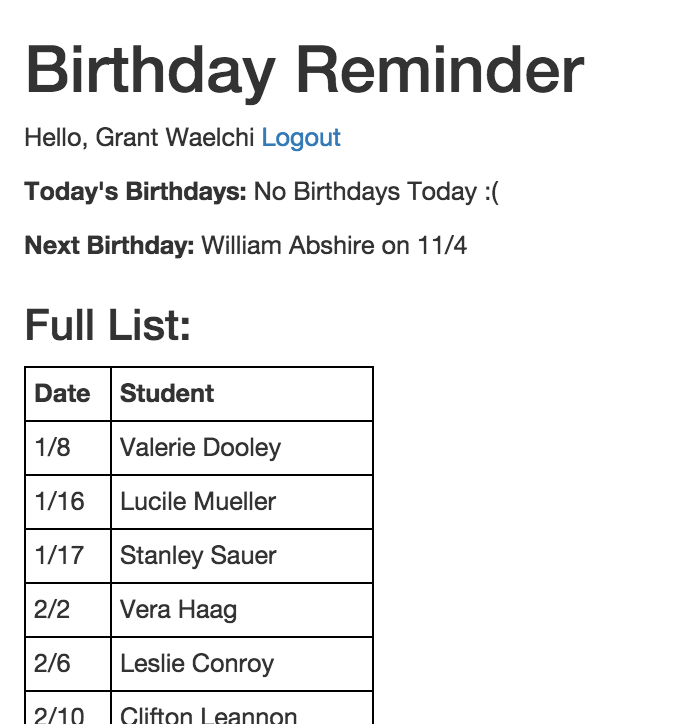 Birthday Reminder
Hello, Grant Waelchi Logout
Today's Birthdays: No Birthdays Today :(
Next Birthday: William Abshire on 11/4
Full List:
Date Student
1/8 Valerie Dooley
1/16 Lucile Mueller
1/17 Stanley Sauer
2/2 Vera Haag
2/6 Leslie Conroy
2/10 Clifton Leannon